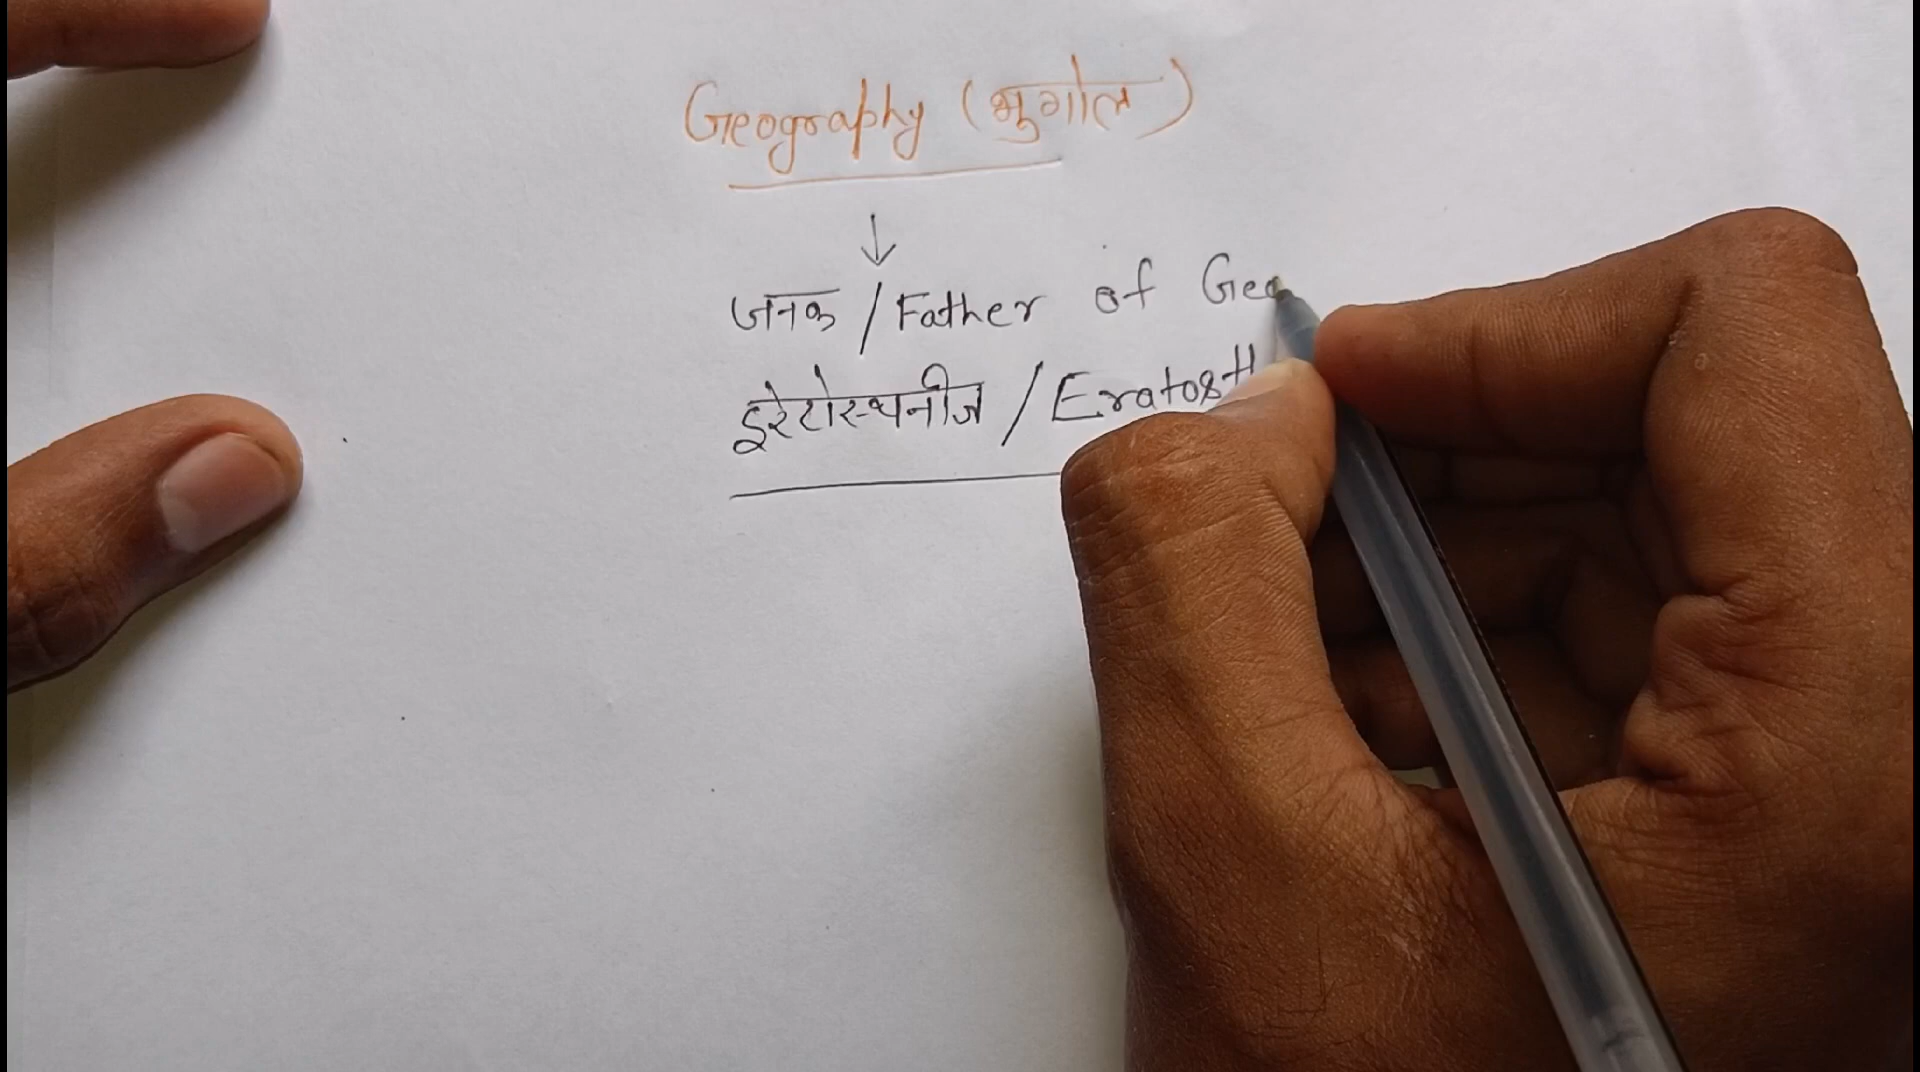 Geography (भुगोल)
जनक / Father of Geo
इरेटोस्थनीज / Eratosth